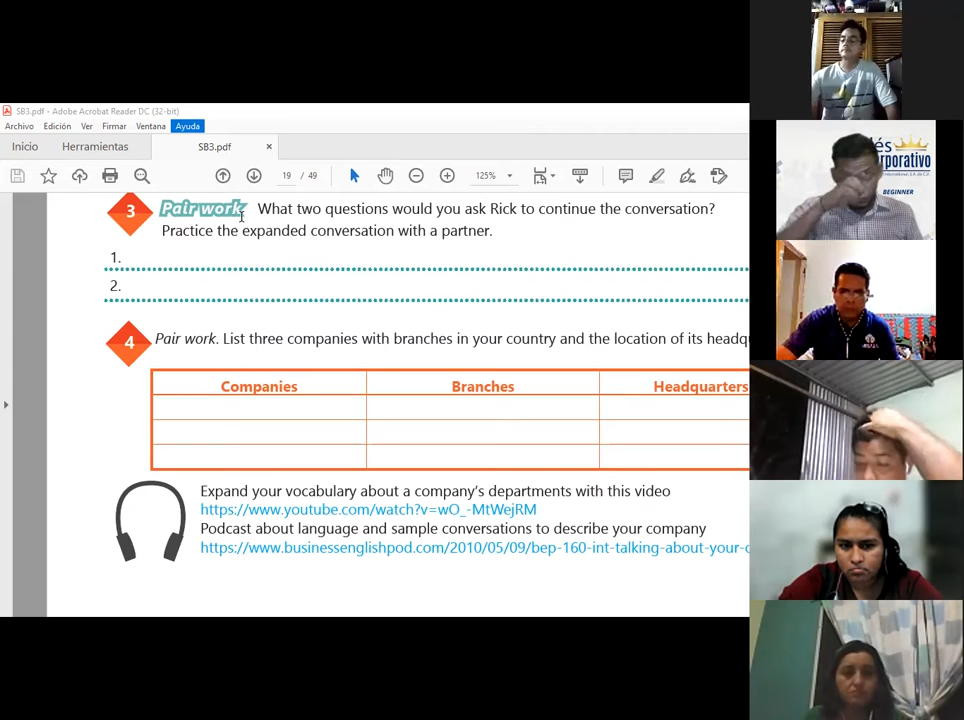 SB3.pdf - Adobe Acrobat Reader DC (32-bit)
Archivo Edición Ver Firmar Ventana Ayuda
Inicio Herramientas SB3.pdf ×
19 / 49 125%
3 Pair work What two questions would you ask Rick to continue the conversation?
Practice the expanded conversation with a partner.
1.
2.
4 Pair work. List three companies with branches in your country and the location of its headqu
Companies Branches Headquarters
Expand your vocabulary about a company's departments with this video
https://www.youtube.com/watch?v=wO_-MtWejRM
Podcast about language and sample conversations to describe your company
https://www.businessenglishpod.com/2010/05/09/bep-160-int-talking-about-your-c
és
rporativo
International, S.A. de C.V.
BEGINNER